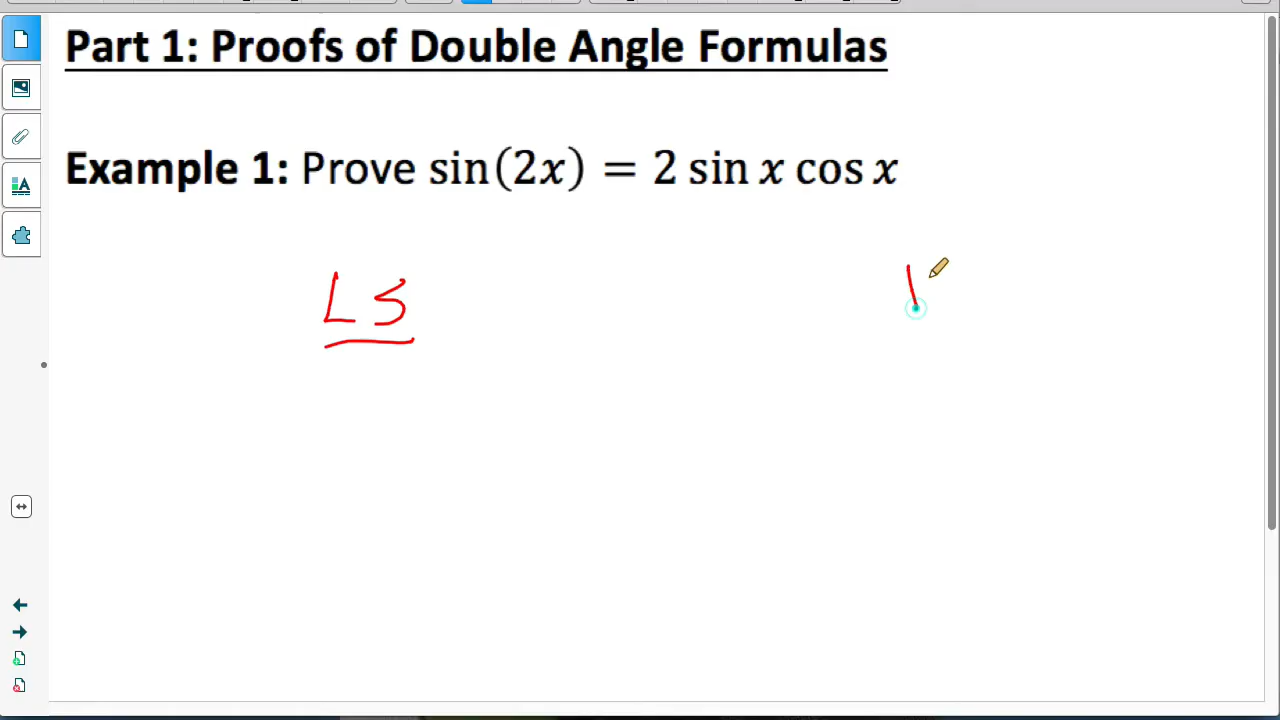 Part 1: Proofs of Double Angle Formulas
Example 1: Prove sin(2x) = 2 sin x cos x
LS